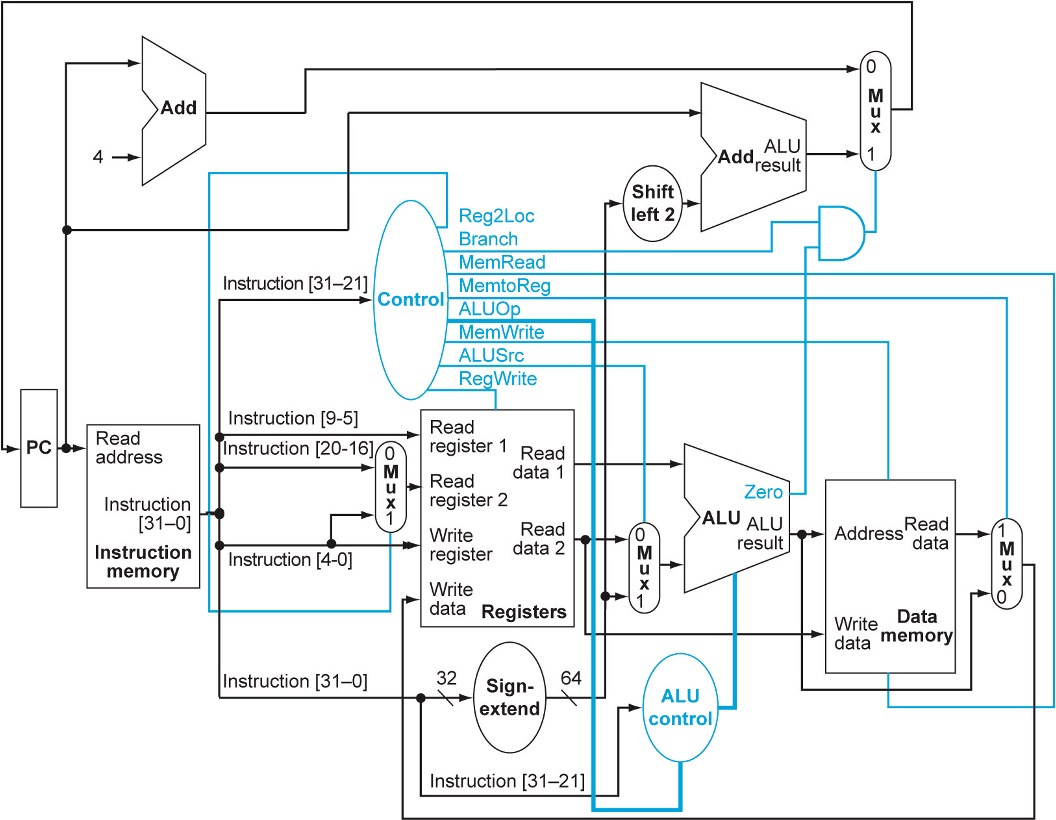 0
M
u
x
1
Add
4
Add
ALU
result
Shift
left 2
Reg2Loc
Branch
MemRead
MemtoReg
ALUOp
MemWrite
ALUSrc
RegWrite
Instruction [31–21]
Control
PC
Read
address
Instruction
[31–0]
Instruction
memory
Instruction [9-5]
Instruction [20-16]
Instruction [4-0]
0
M
u
x
1
Read
register 1
Read
register 2
Write
register
Write
data
Read
data 1
Read
data 2
Registers
0
M
u
x
1
Zero
ALU
ALU
result
Address
Read
data
Write
data
Data
memory
1
M
u
x
0
Instruction [31–0]
32
Sign-
extend
64
ALU
control
Instruction [31–21]